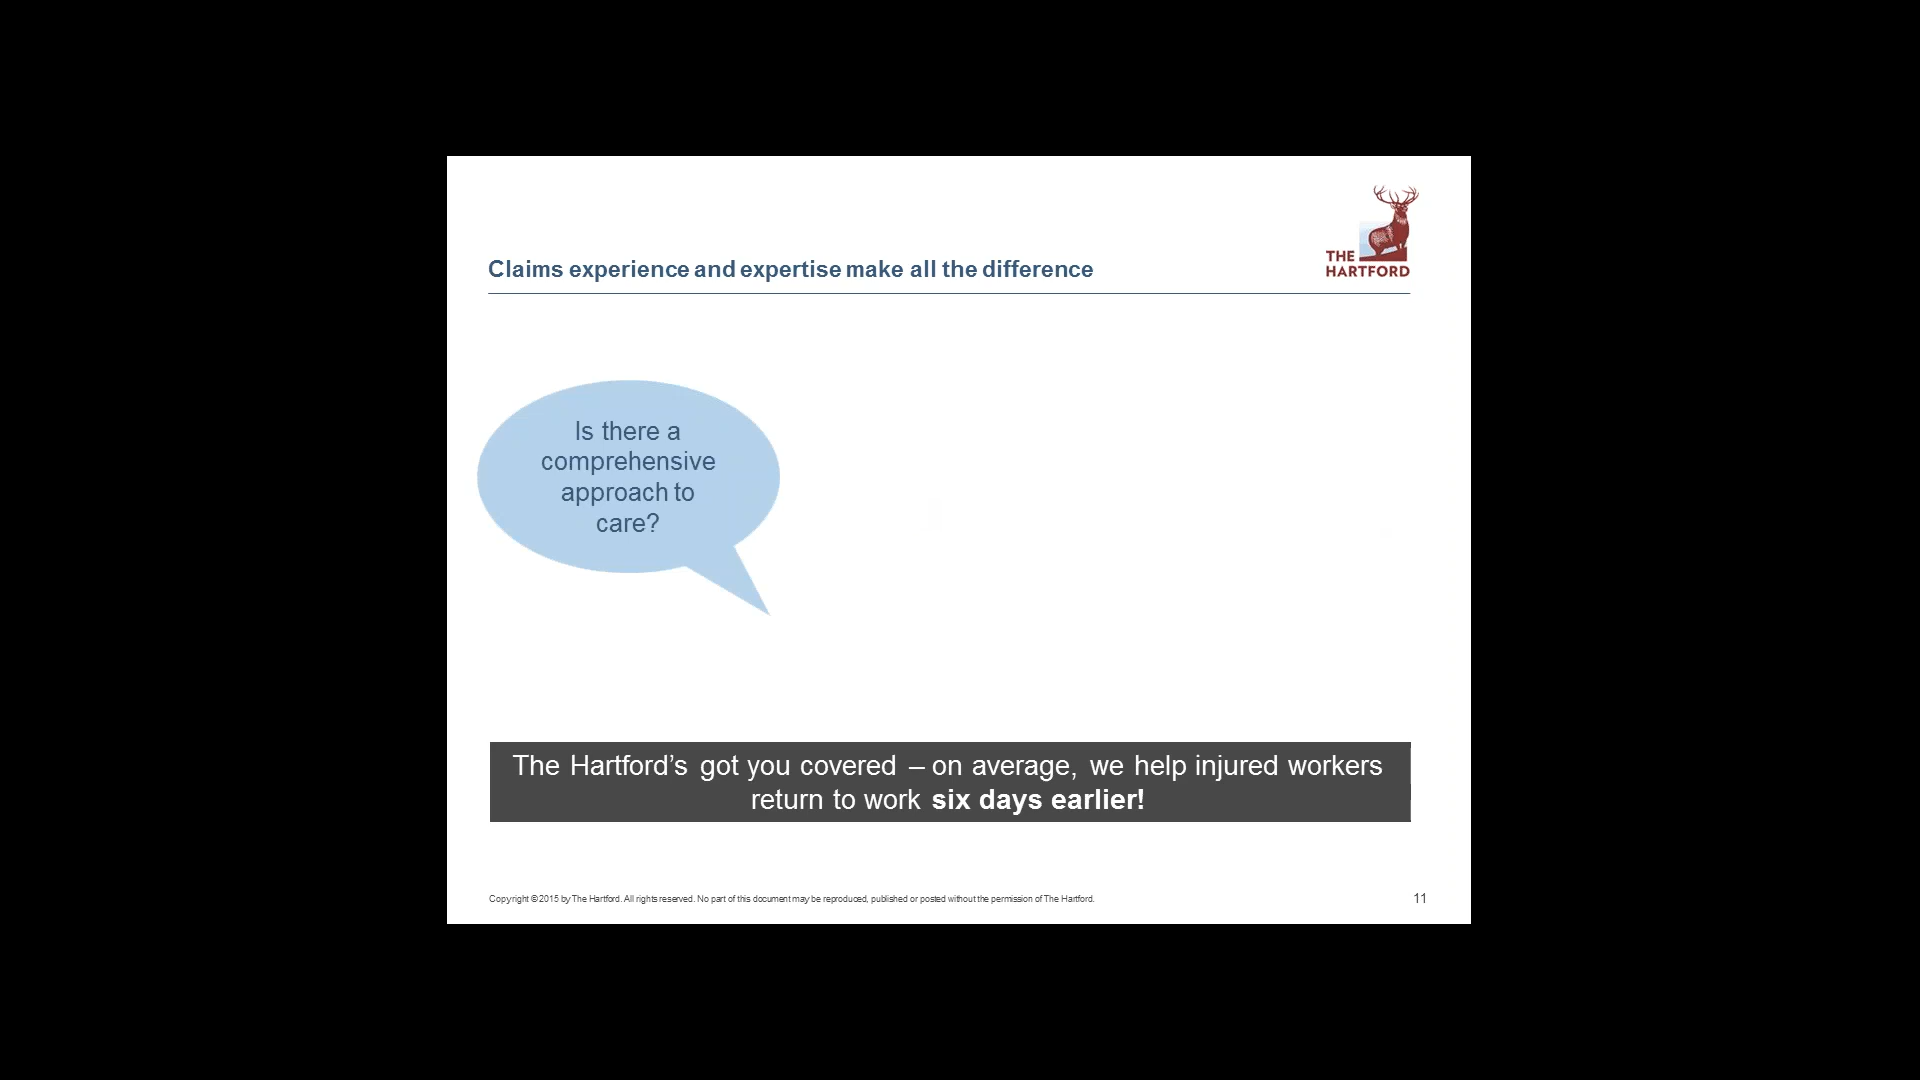 THE
HARTFORD
Claims experience and expertise make all the difference
Is there a
comprehensive
approach to
care?
The Hartford’s got you covered – on average, we help injured workers
return to work six days earlier!
Copyright © 2015 by The Hartford. All rights reserved. No part of this document may be reproduced, published or posted without the permission of The Hartford.
11